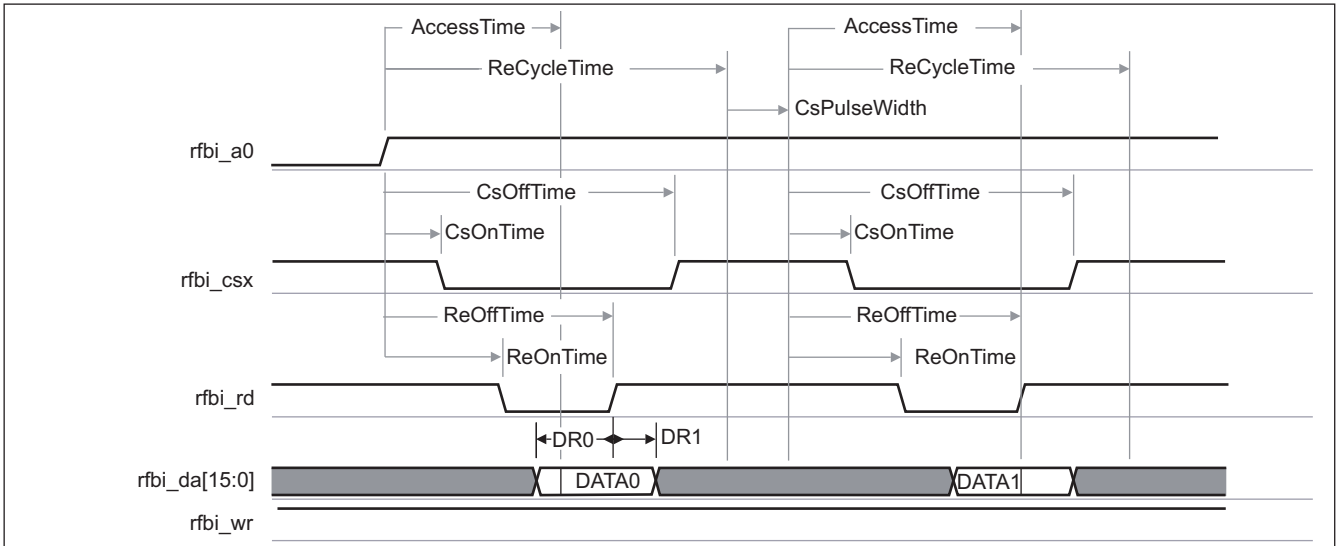 AccessTime AccessTime
ReCycleTime ReCycleTime
CsPulseWidth
rfbi_a0
CsOffTime CsOffTime
CsOnTime CsOnTime
rfbi_csx
ReOffTime ReOffTime
ReOnTime ReOnTime
rfbi_rd
DR0 DR1
rfbi_da[15:0] DATA0 DATA1
rfbi_wr